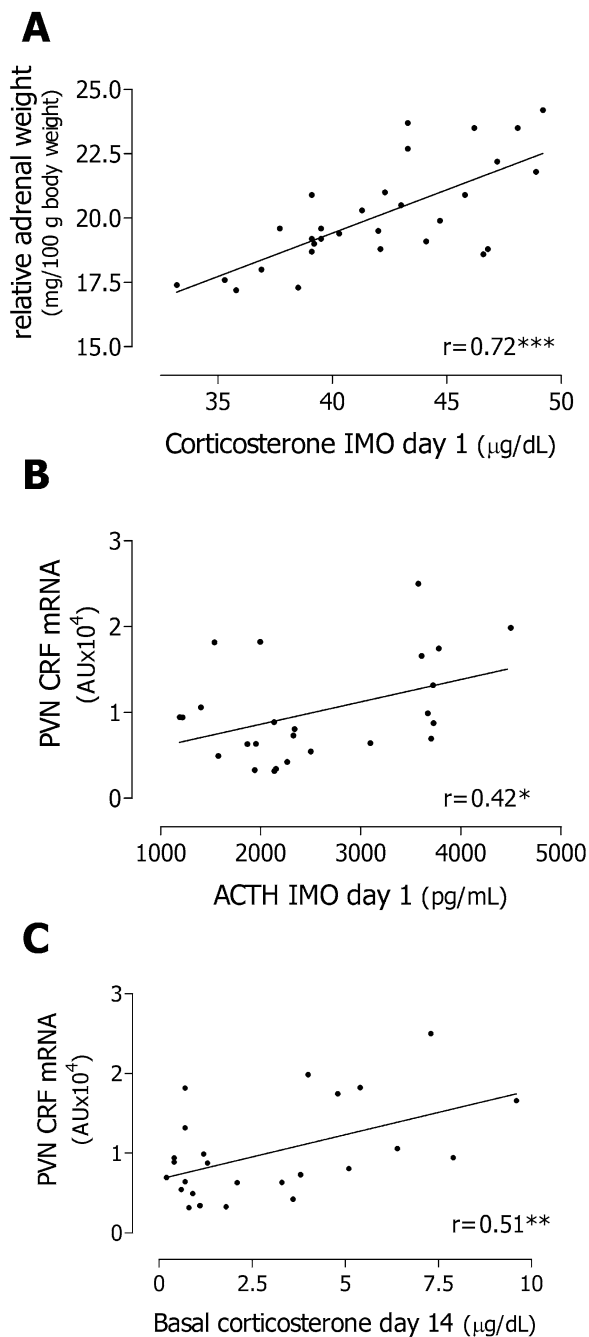 A
relative adrenal weight
(mg/100 g body weight)
25.0
22.5
20.0
17.5
15.0
r=0.72***
35 40 45 50
Corticosterone IMO day 1 (μg/dL)
B
PVN CRF mRNA
(AUx10⁴)
3
2
1
0
r=0.42*
1000 2000 3000 4000 5000
ACTH IMO day 1 (pg/mL)
C
PVN CRF mRNA
(AUx10⁴)
3
2
1
0
r=0.51**
0 2.5 5 7.5 10
Basal corticosterone day 14 (μg/dL)